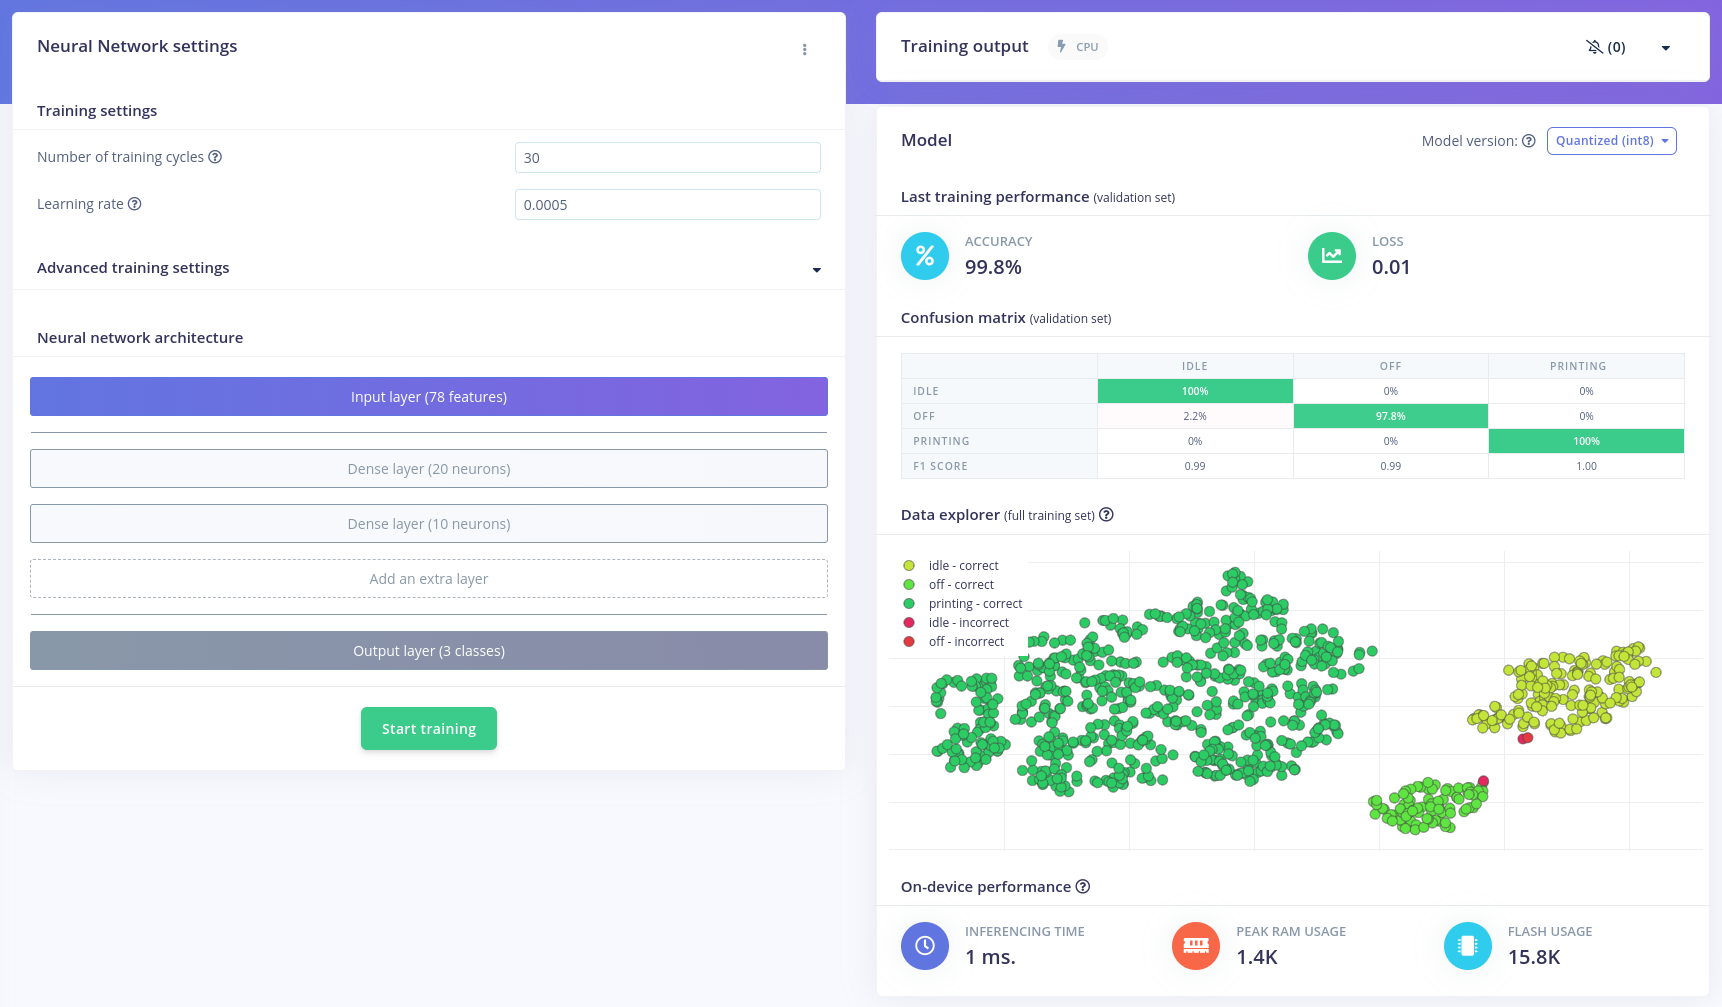 Neural Network settings
Training settings
Number of training cycles
30
Learning rate
0.0005
Advanced training settings
Neural network architecture
Input layer (78 features)
Dense layer (20 neurons)
Dense layer (10 neurons)
Add an extra layer
Output layer (3 classes)
Start training
Training output CPU (0)
Model
Model version: Quantized (int8)
Last training performance (validation set)
ACCURACY
99.8%
LOSS
0.01
Confusion matrix (validation set)
IDLE OFF PRINTING
IDLE 100% 0% 0%
OFF 2.2% 97.8% 0%
PRINTING 0% 0% 100%
F1 SCORE 0.99 0.99 1.00
Data explorer (full training set)
idle - correct
off - correct
printing - correct
idle - incorrect
off - incorrect
On-device performance
INFERENCING TIME
1 ms.
PEAK RAM USAGE
1.4K
FLASH USAGE
15.8K